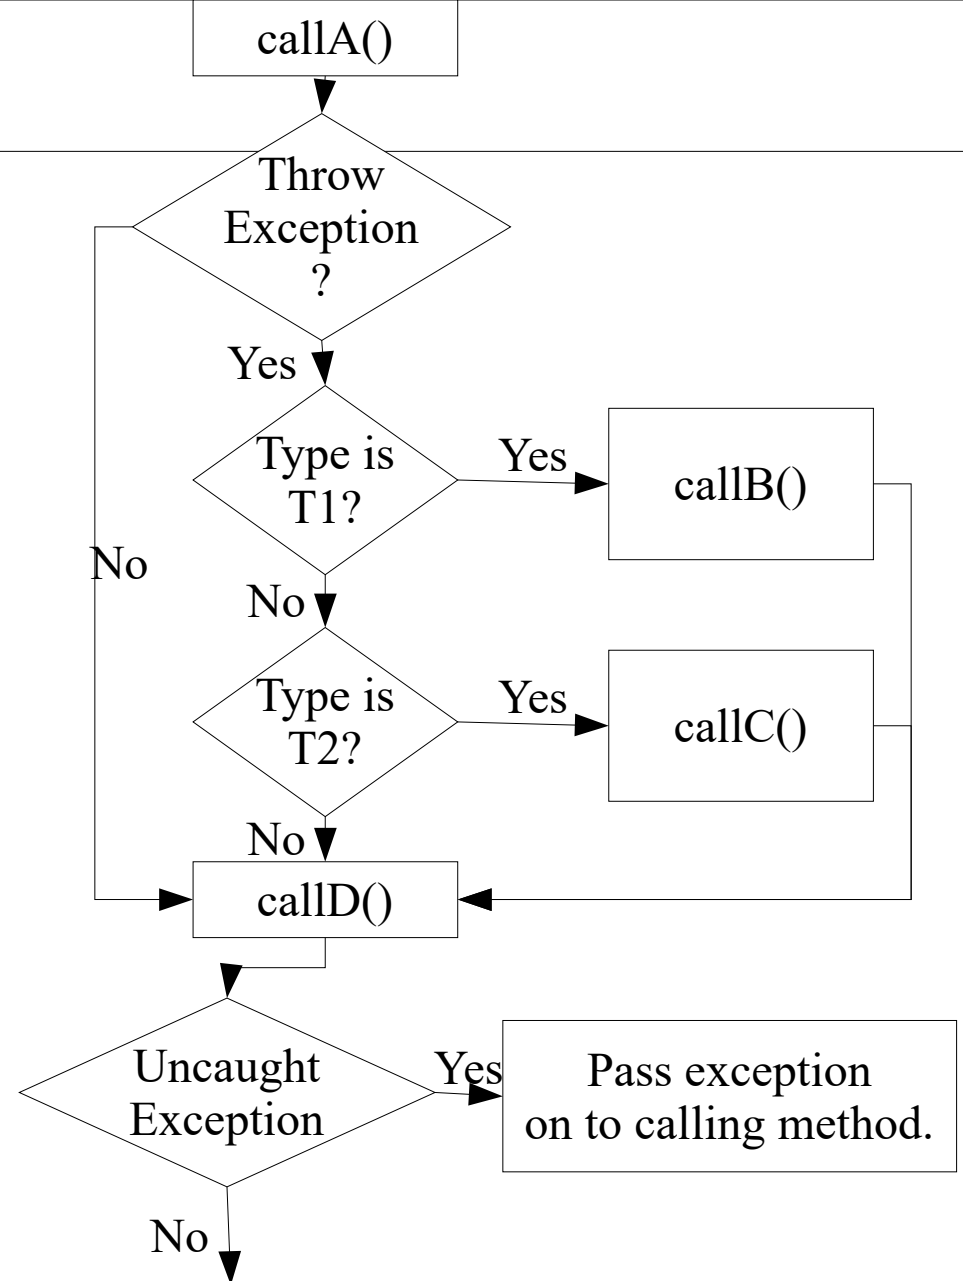 callA()
Throw
Exception
?
Yes
Type is
T1?
Yes
callB()
No
No
Type is
T2?
Yes
callC()
No
callD()
Uncaught
Exception
Yes
Pass exception
on to calling method.
No